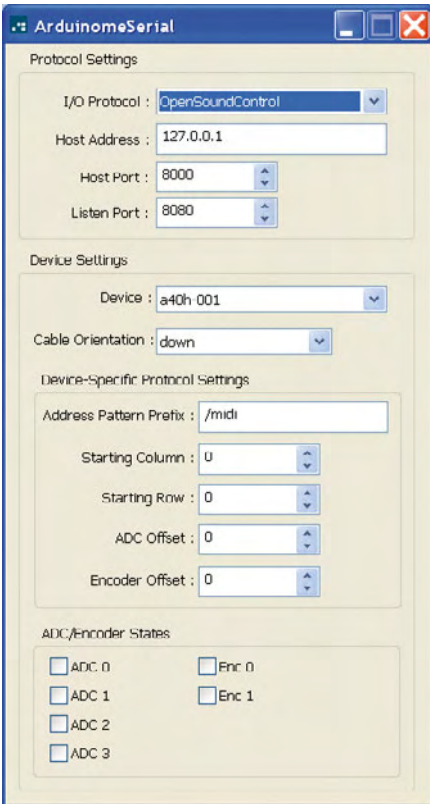 ArduinomeSerial
Protocol Settings
I/O Protocol : OpenSoundControl
Host Address : 127.0.0.1
Host Port : 8000
Listen Port : 8080
Device Settings
Device : a40h-001
Cable Orientation : down
Device-Specific Protocol Settings
Address Pattern Prefix : /midi
Starting Column : 0
Starting Row : 0
ADC Offset : 0
Encoder Offset : 0
ADC/Encoder States
ADC 0 Enc 0
ADC 1 Enc 1
ADC 2
ADC 3